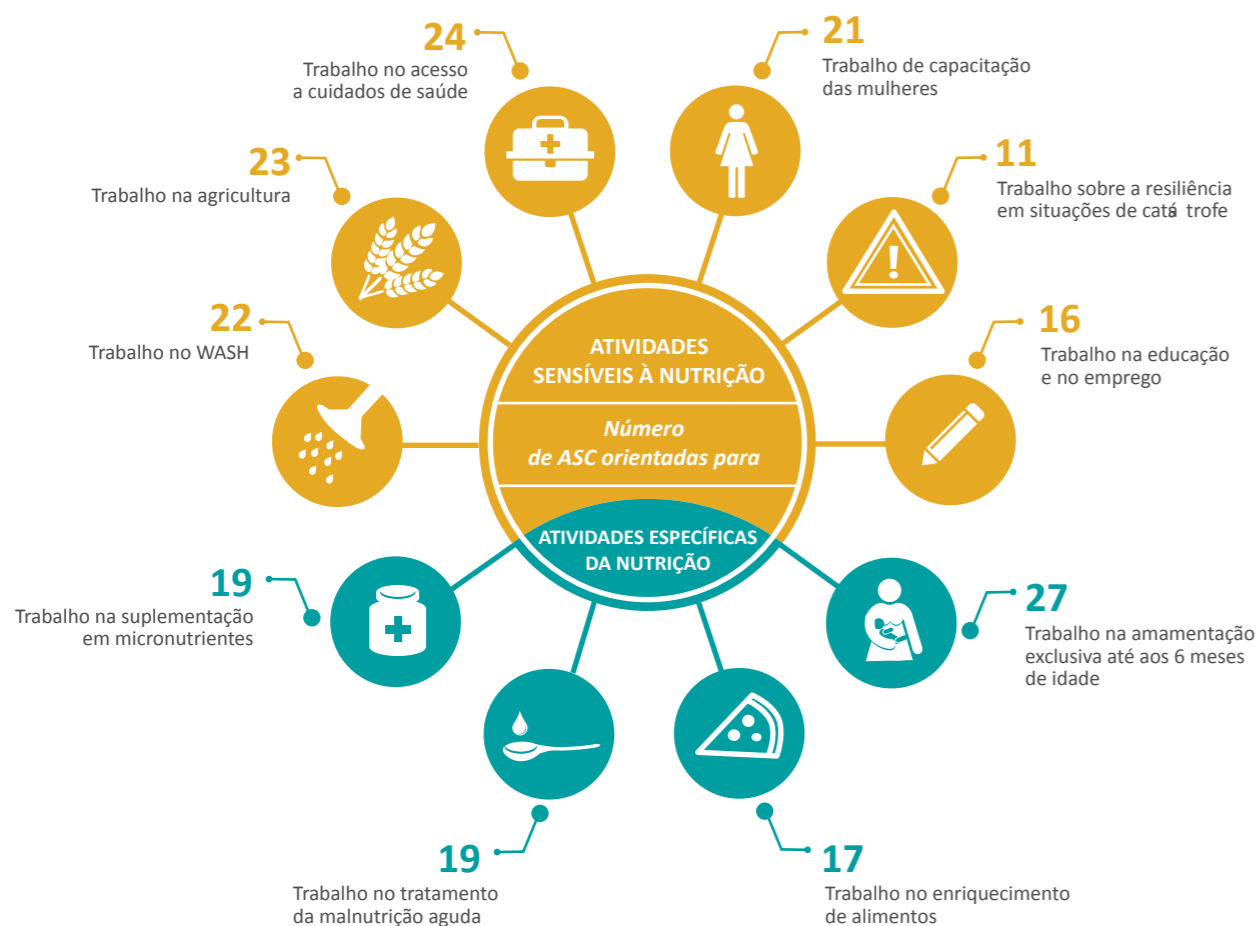 24
Trabalho no acesso
a cuidados de saúde
21
Trabalho de capacitação
das mulheres
23
Trabalho na agricultura
11
Trabalho sobre a resiliência
em situações de catástrofe
22
Trabalho no WASH
16
Trabalho na educação
e no emprego
ATIVIDADES
SENSÍVEIS À NUTRIÇÃO
Número
de ASC orientadas para
ATIVIDADES ESPECÍFICAS
DA NUTRIÇÃO
19
Trabalho na suplementação
em micronutrientes
27
Trabalho na amamentação
exclusiva até aos 6 meses
de idade
19
Trabalho no tratamento
da malnutrição aguda
17
Trabalho no enriquecimento
de alimentos